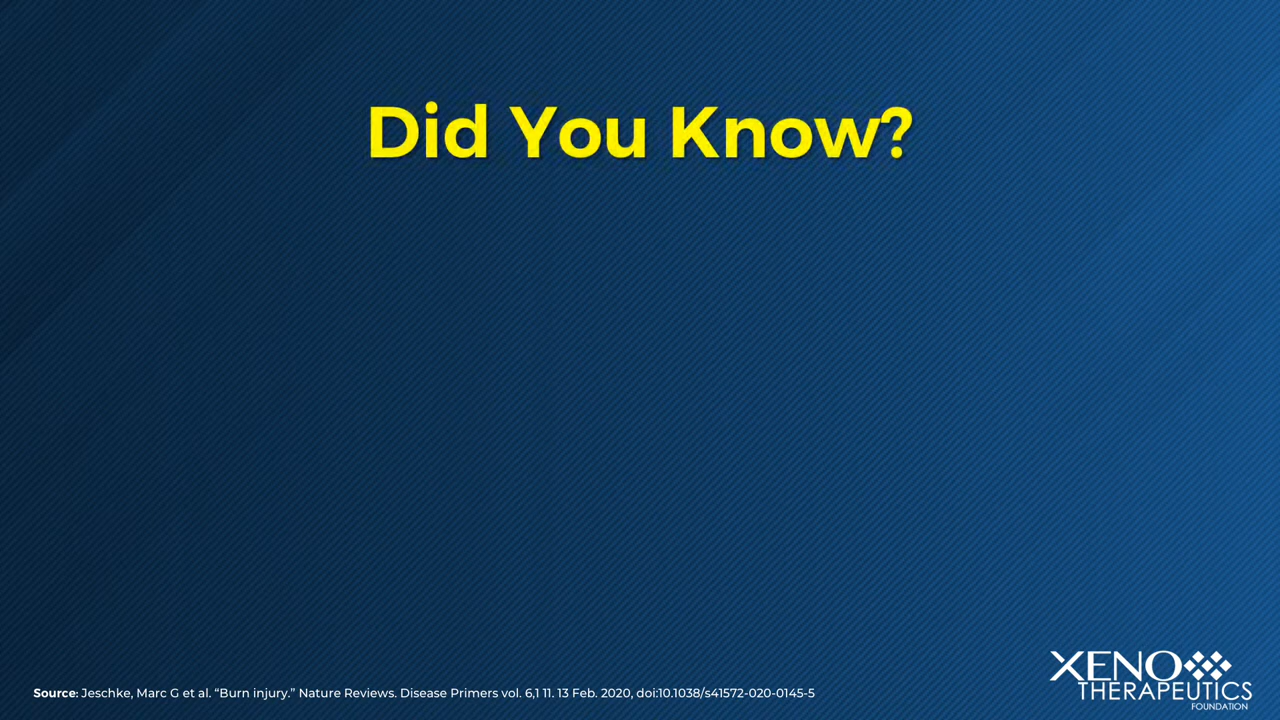 Did You Know?
Source: Jeschke, Marc G et al. “Burn injury.” Nature Reviews. Disease Primers vol. 6,1 11. 13 Feb. 2020, doi:10.1038/s41572-020-0145-5
XENO
THERAPEUTICS
FOUNDATION